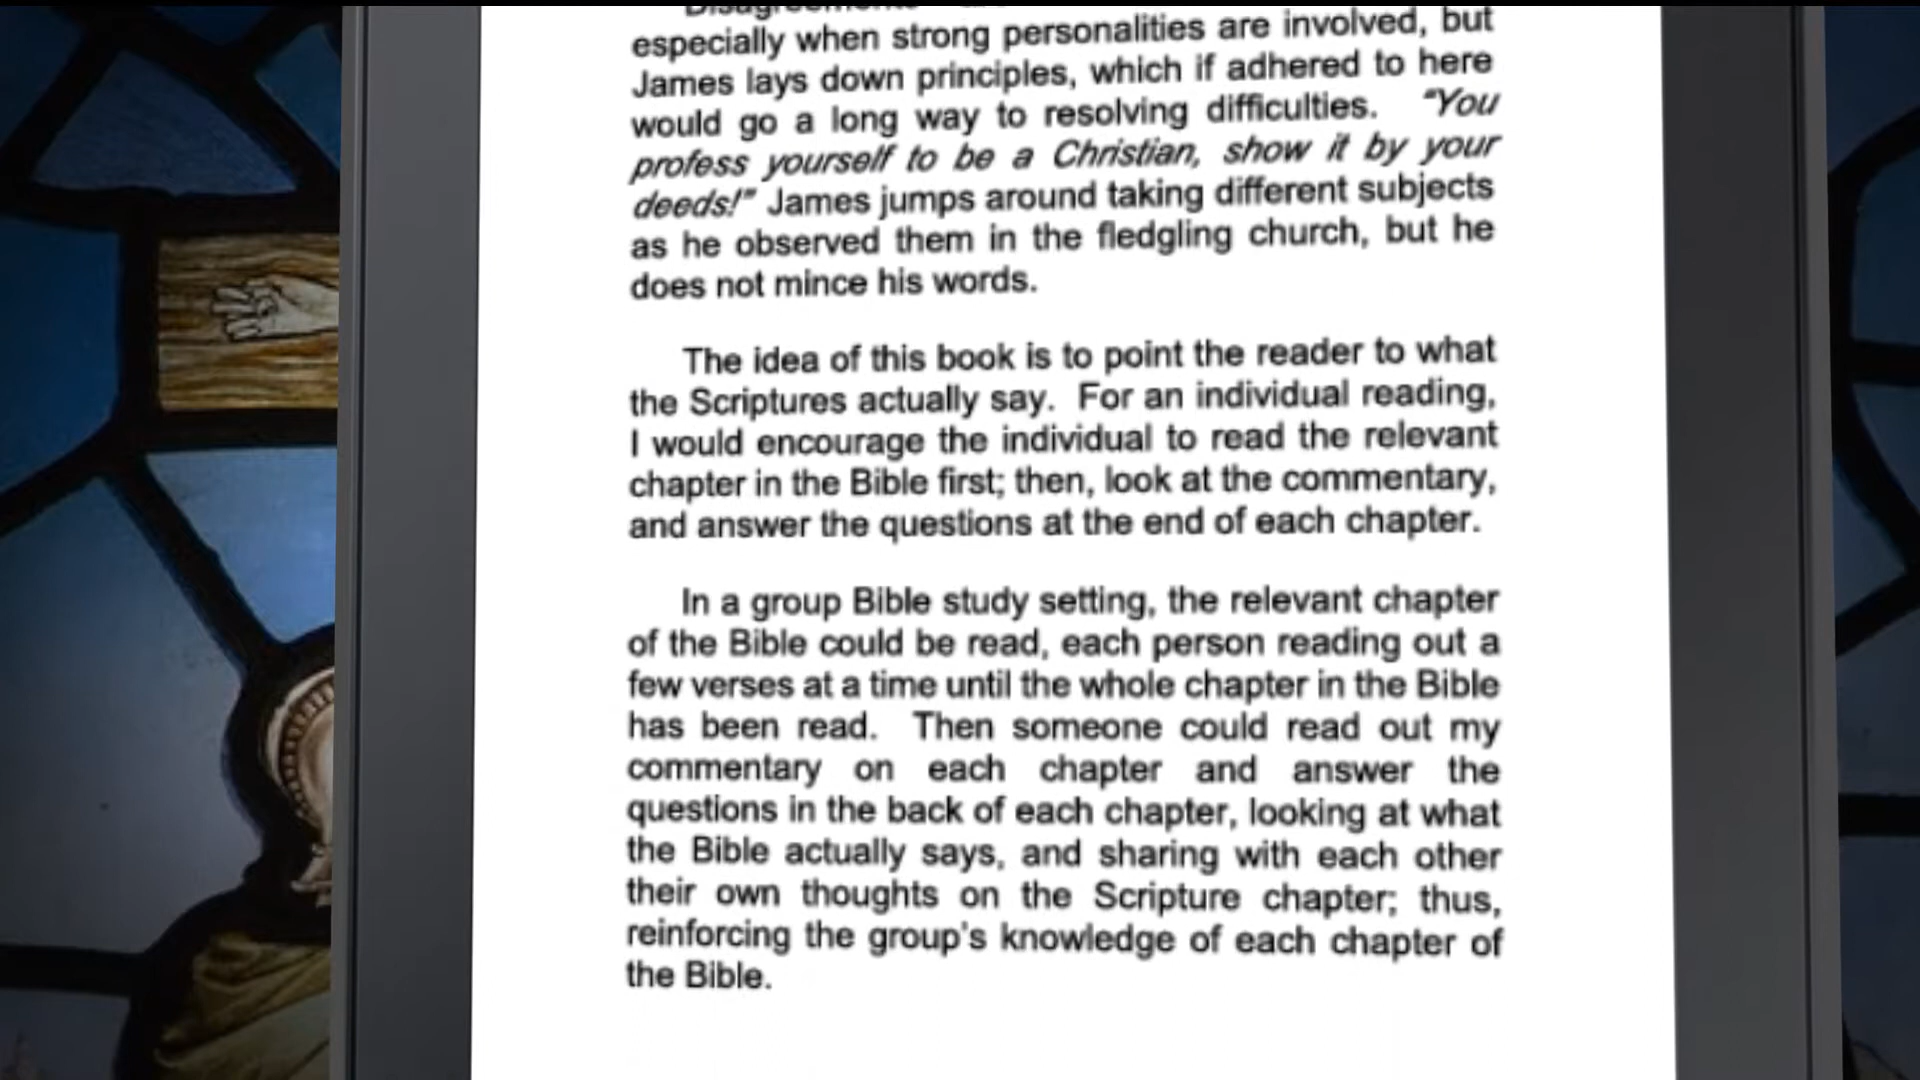 Disagreements
especially when strong personalities are involved, but
James lays down principles, which if adhered to here
would go a long way to resolving difficulties. "You
profess yourself to be a Christian, show it by your
deeds!" James jumps around taking different subjects
as he observed them in the fledgling church, but he
does not mince his words.
The idea of this book is to point the reader to what
the Scriptures actually say. For an individual reading,
I would encourage the individual to read the relevant
chapter in the Bible first; then, look at the commentary,
and answer the questions at the end of each chapter.
In a group Bible study setting, the relevant chapter
of the Bible could be read, each person reading out a
few verses at a time until the whole chapter in the Bible
has been read. Then someone could read out my
commentary on each chapter and answer the
questions in the back of each chapter, looking at what
the Bible actually says, and sharing with each other
their own thoughts on the Scripture chapter; thus,
reinforcing the group's knowledge of each chapter of
the Bible.